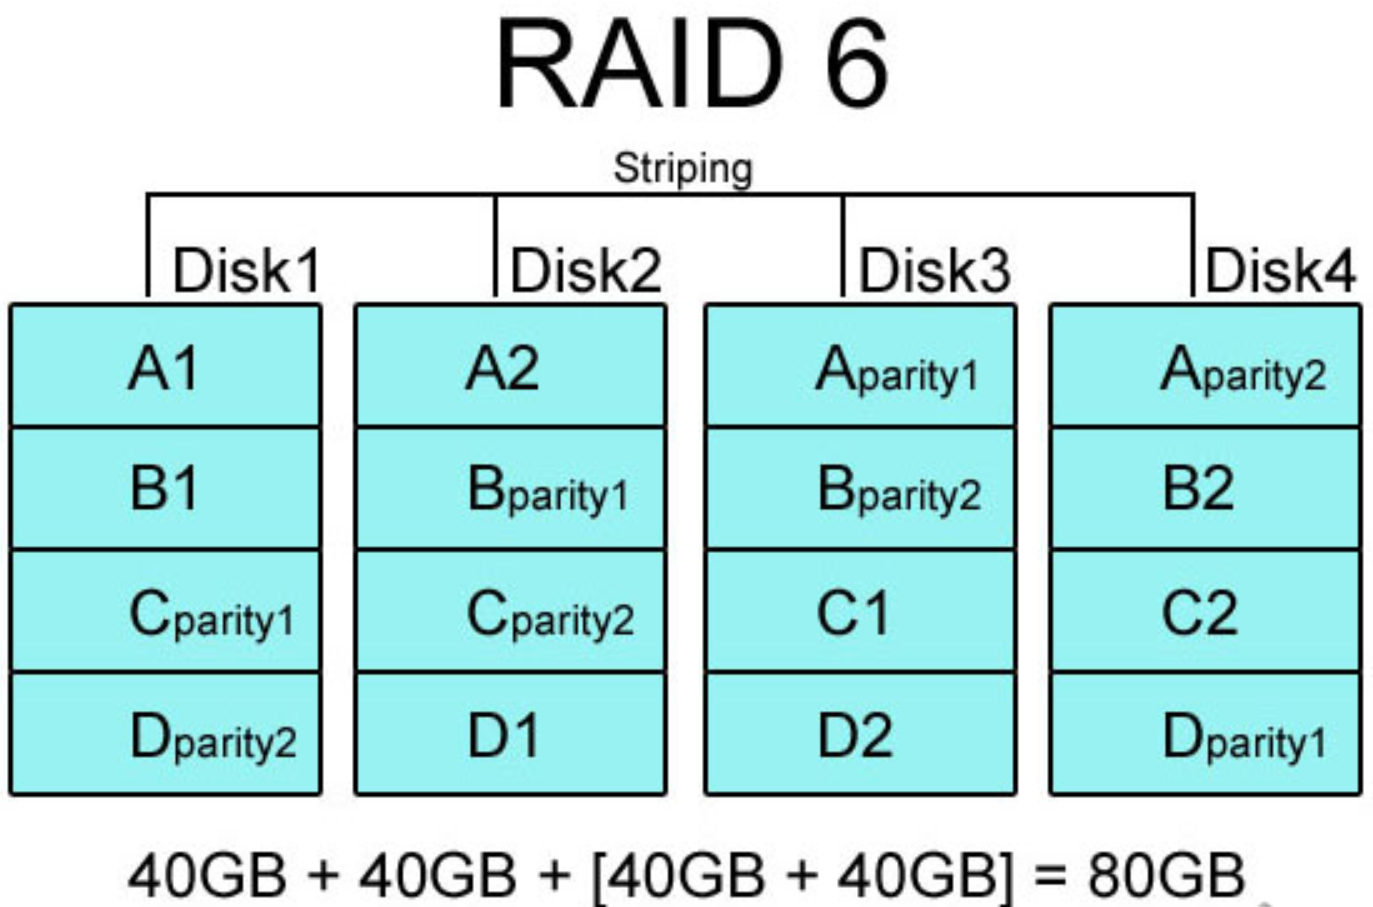 RAID 6
Striping
Disk1 Disk2 Disk3 Disk4
A1 A2 Aparity1 Aparity2
B1 Bparity1 Bparity2 B2
Cparity1 Cparity2 C1 C2
Dparity2 D1 D2 Dparity1
40GB + 40GB + [40GB + 40GB] = 80GB